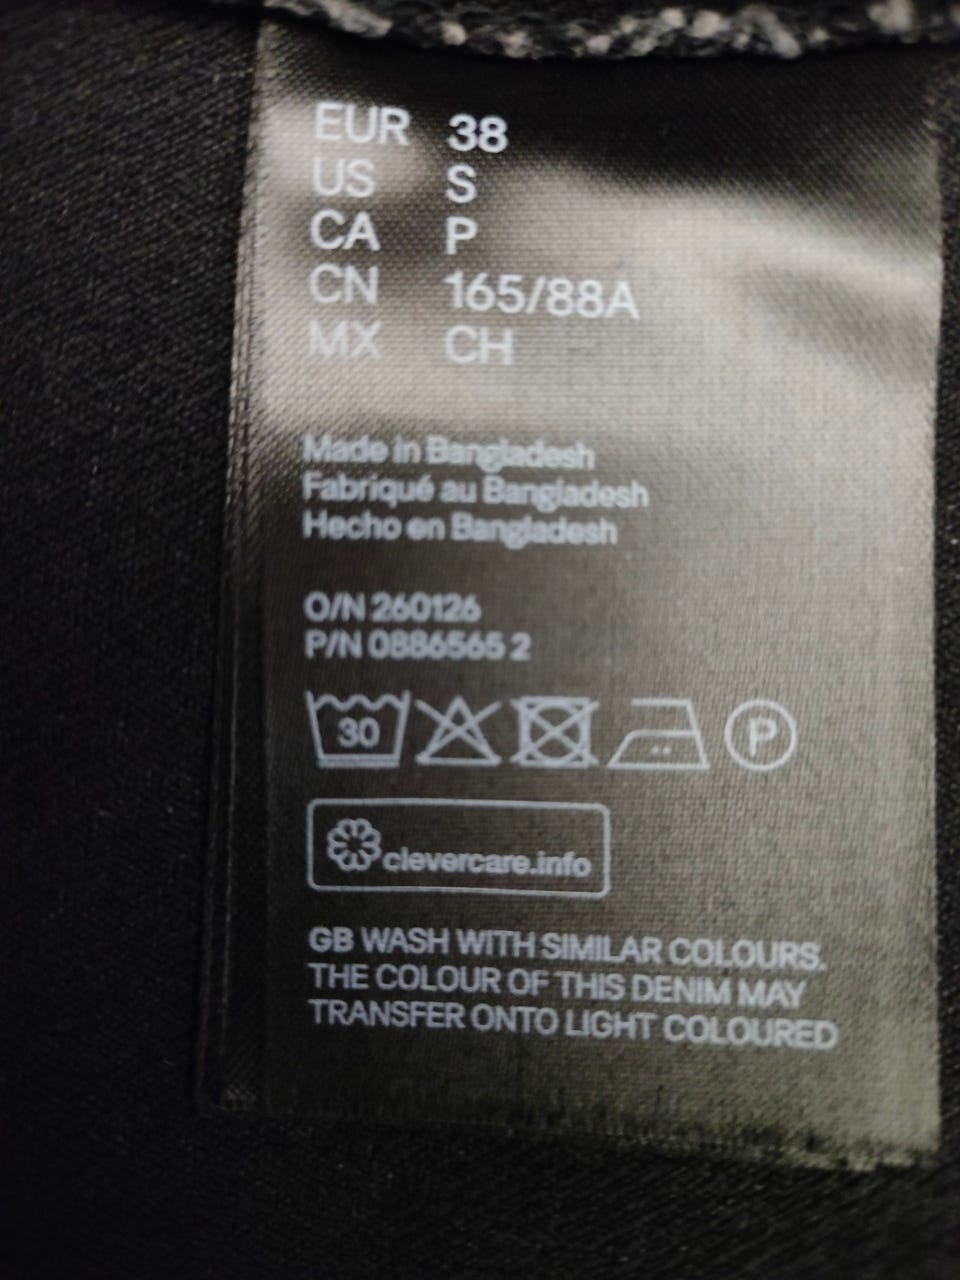 EUR 38
US S
CA P
CN 165/88A
MX CH
Made in Bangladesh
Fabriqué au Bangladesh
Hecho en Bangladesh
O/N 260126
P/N 0886565 2
30 P
clevercare.info
GB WASH WITH SIMILAR COLOURS.
THE COLOUR OF THIS DENIM MAY
TRANSFER ONTO LIGHT COLOURED